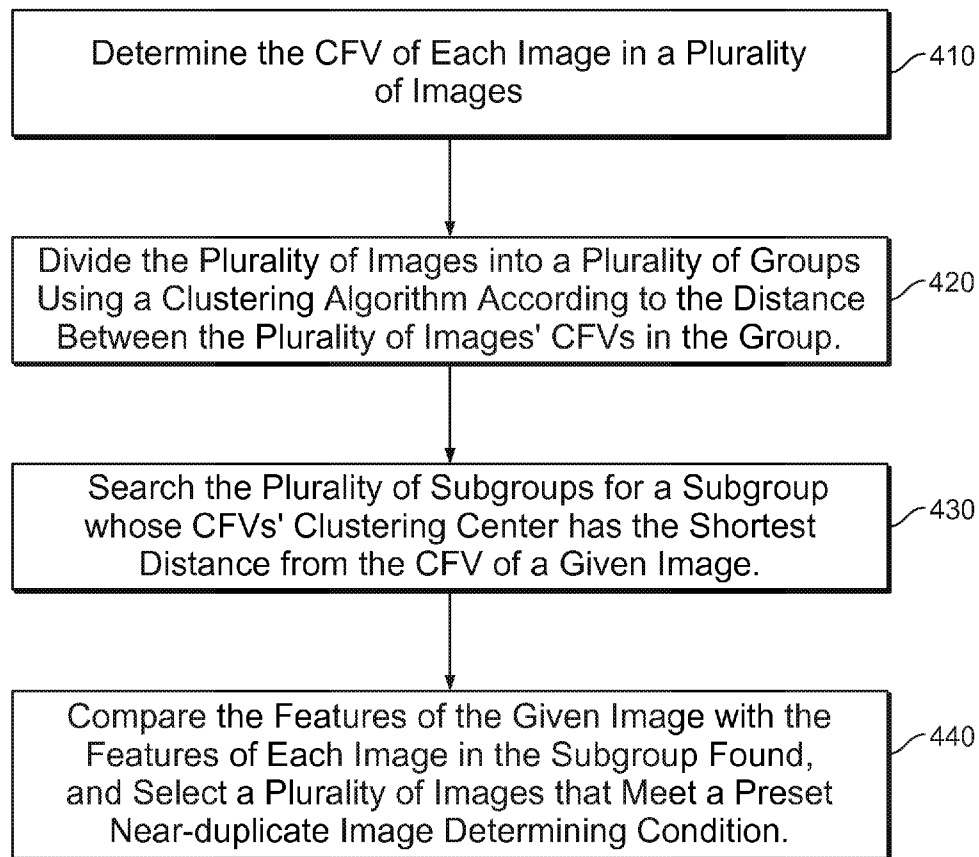 Determine the CFV of Each Image in a Plurality
of Images
410
Divide the Plurality of Images into a Plurality of Groups
Using a Clustering Algorithm According to the Distance
Between the Plurality of Images' CFVs in the Group.
420
Search the Plurality of Subgroups for a Subgroup
whose CFVs' Clustering Center has the Shortest
Distance from the CFV of a Given Image.
430
Compare the Features of the Given Image with the
Features of Each Image in the Subgroup Found,
and Select a Plurality of Images that Meet a Preset
Near-duplicate Image Determining Condition.
440